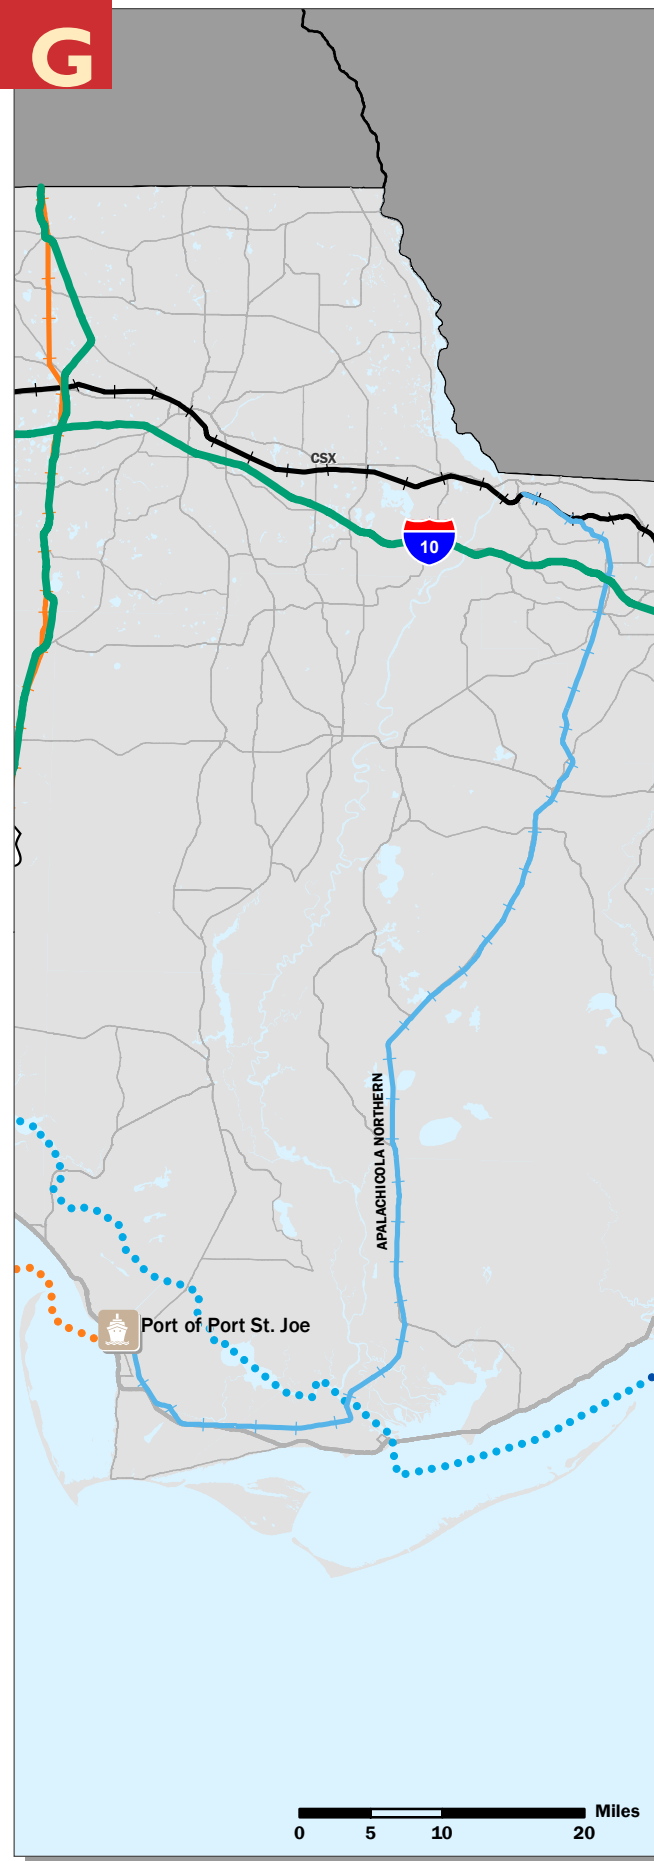 G
CSX
10
APALACHICOLA NORTHERN
Port of Port St. Joe
Miles
0 5 10 20